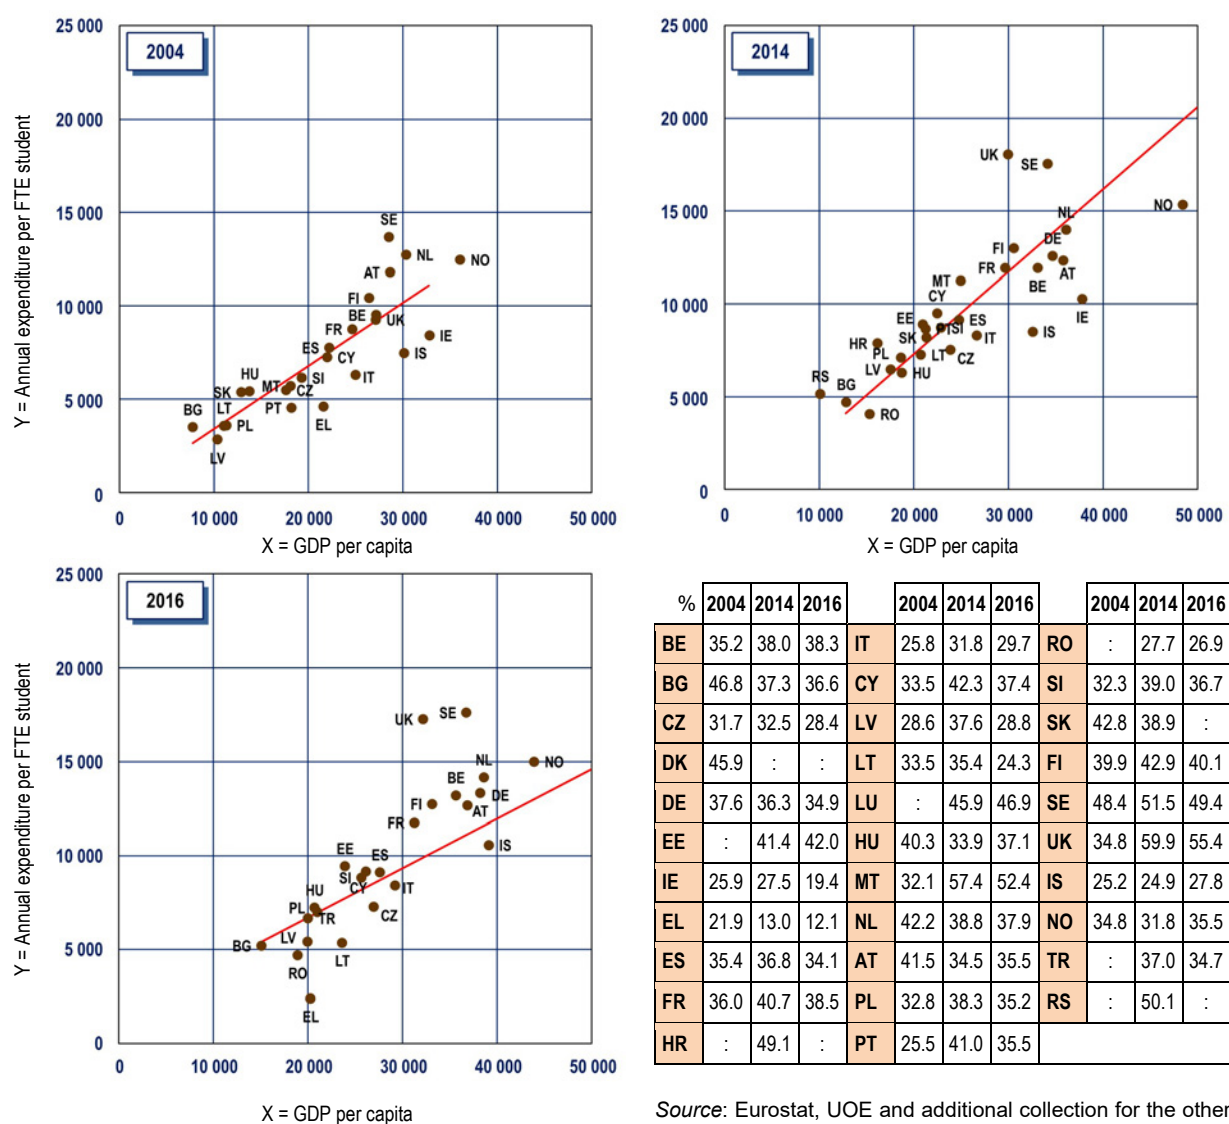 25 000
2004
20 000
15 000
10 000
5 000
0
Y = Annual expenditure per FTE student
SE
NL
NO
AT
FI
BE
UK
FR
IE
ES
CY
IS
IT
SI
HU
MT
CZ
SK
LT
PT
EL
BG
PL
LV
0 10 000 20 000 30 000 40 000 50 000
X = GDP per capita
25 000
2014
20 000
15 000
10 000
5 000
0
UK
SE
NO
NL
DE
FI
FR
AT
BE
MT
CY
IE
EE
SI
ES
IS
HR
SK
IT
PL
LT
CZ
LV
HU
RS
BG
RO
0 10 000 20 000 30 000 40 000 50 000
X = GDP per capita
25 000
2016
20 000
15 000
10 000
5 000
0
Y = Annual expenditure per FTE student
UK
SE
NL
NO
BE
DE
FI
AT
FR
IS
EE
ES
SI
CY
IT
HU
PL
TR
CZ
BG
LV
LT
RO
EL
0 10 000 20 000 30 000 40 000 50 000
X = GDP per capita
% 2004 2014 2016 2004 2014 2016 2004 2014 2016
BE 35.2 38.0 38.3 IT 25.8 31.8 29.7 RO : 27.7 26.9
BG 46.8 37.3 36.6 CY 33.5 42.3 37.4 SI 32.3 39.0 36.7
CZ 31.7 32.5 28.4 LV 28.6 37.6 28.8 SK 42.8 38.9 :
DK 45.9 : : LT 33.5 35.4 24.3 FI 39.9 42.9 40.1
DE 37.6 36.3 34.9 LU : 45.9 46.9 SE 48.4 51.5 49.4
EE : 41.4 42.0 HU 40.3 33.9 37.1 UK 34.8 59.9 55.4
IE 25.9 27.5 19.4 MT 32.1 57.4 52.4 IS 25.2 24.9 27.8
EL 21.9 13.0 12.1 NL 42.2 38.8 37.9 NO 34.8 31.8 35.5
ES 35.4 36.8 34.1 AT 41.5 34.5 35.5 TR : 37.0 34.7
FR 36.0 40.7 38.5 PL 32.8 38.3 35.2 RS : 50.1 :
HR : 49.1 : PT 25.5 41.0 35.5
Source: Eurostat, UOE and additional collection for the other